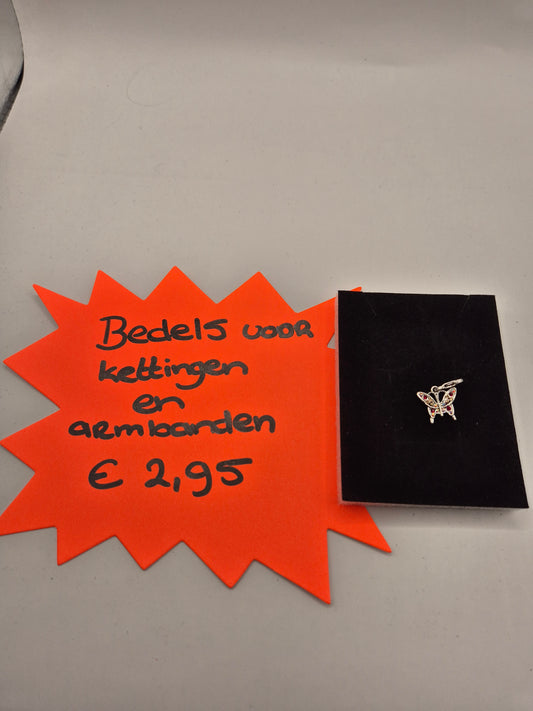 Bedels voor
kettingen
en
armbanden
€ 2,95